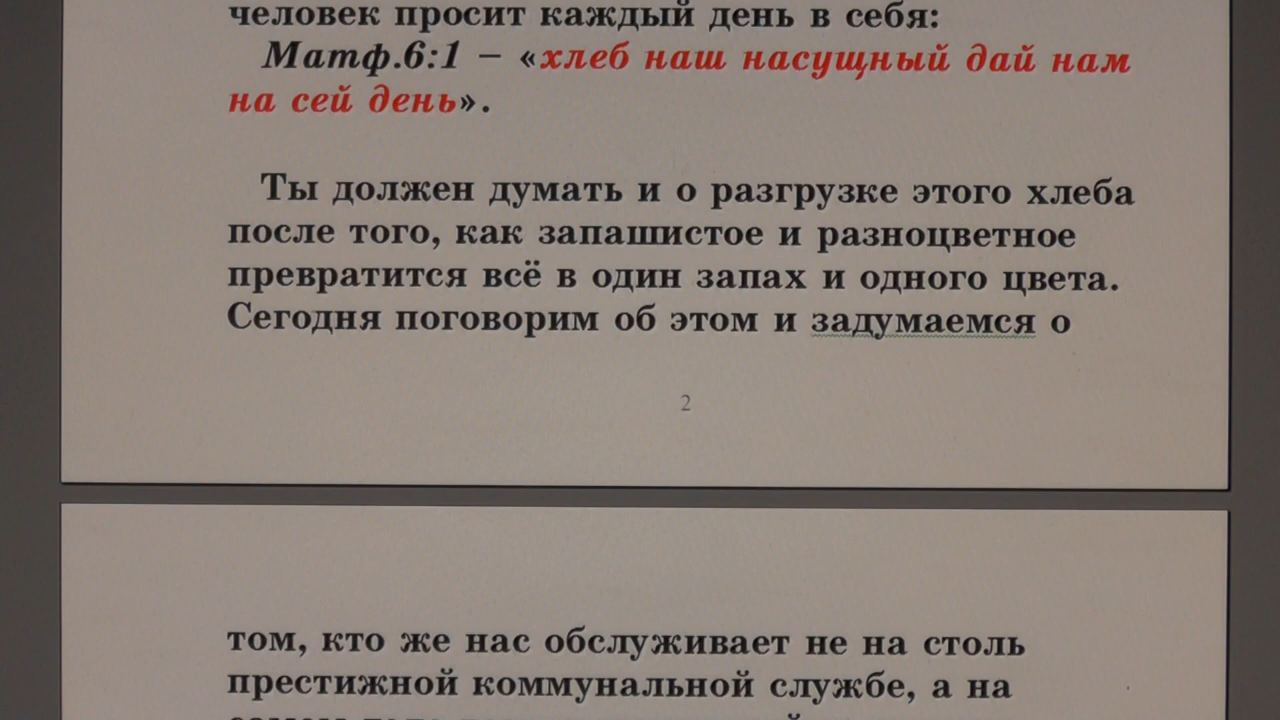 человек просит каждый день в себя:
Матф.6:1 – «хлеб наш насущный дай нам
на сей день».
Ты должен думать и о разгрузке этого хлеба
после того, как запашистое и разноцветное
превратится всё в один запах и одного цвета.
Сегодня поговорим об этом и задумаемся о
2
том, кто же нас обслуживает не на столь
престижной коммунальной службе, а на